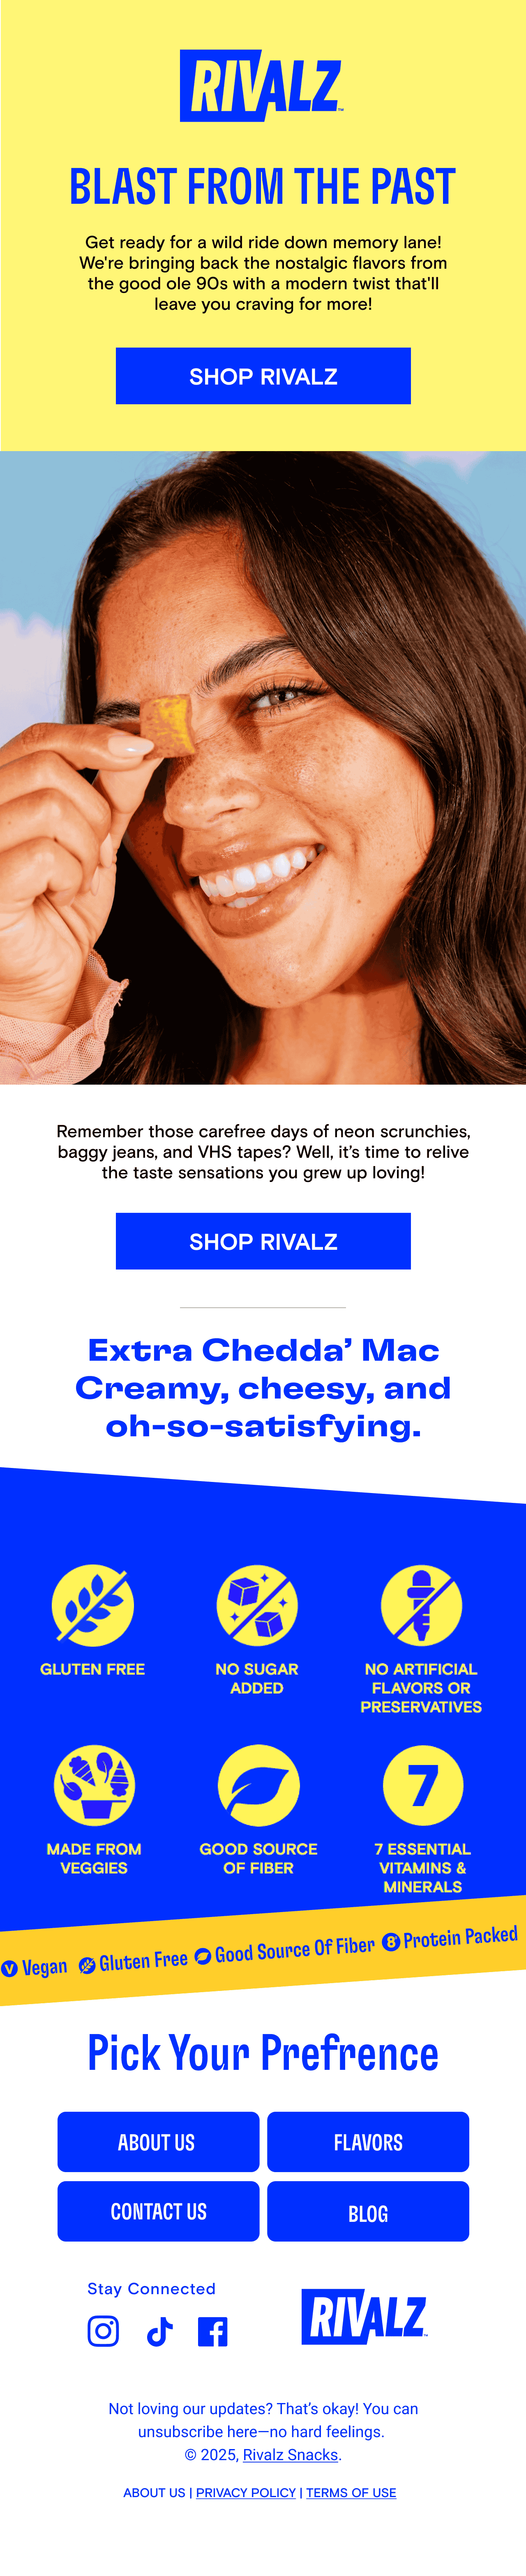 RIVALZ™
BLAST FROM THE PAST
Get ready for a wild ride down memory lane!
We're bringing back the nostalgic flavors from
the good ole 90s with a modern twist that'll
leave you craving for more!
SHOP RIVALZ
Remember those carefree days of neon scrunchies,
baggy jeans, and VHS tapes? Well, it’s time to relive
the taste sensations you grew up loving!
SHOP RIVALZ
Extra Chedda’ Mac
Creamy, cheesy, and
oh-so-satisfying.
GLUTEN FREE
NO SUGAR
ADDED
NO ARTIFICIAL
FLAVORS OR
PRESERVATIVES
7
MADE FROM
VEGGIES
GOOD SOURCE
OF FIBER
7 ESSENTIAL
VITAMINS &
MINERALS
V Vegan Gluten Free Good Source Of Fiber 8 Protein Packed
Pick Your Prefrence
ABOUT US
FLAVORS
CONTACT US
BLOG
Stay Connected
RIVALZ™
Not loving our updates? That’s okay! You can
unsubscribe here—no hard feelings.
© 2025, Rivalz Snacks.
ABOUT US | PRIVACY POLICY | TERMS OF USE